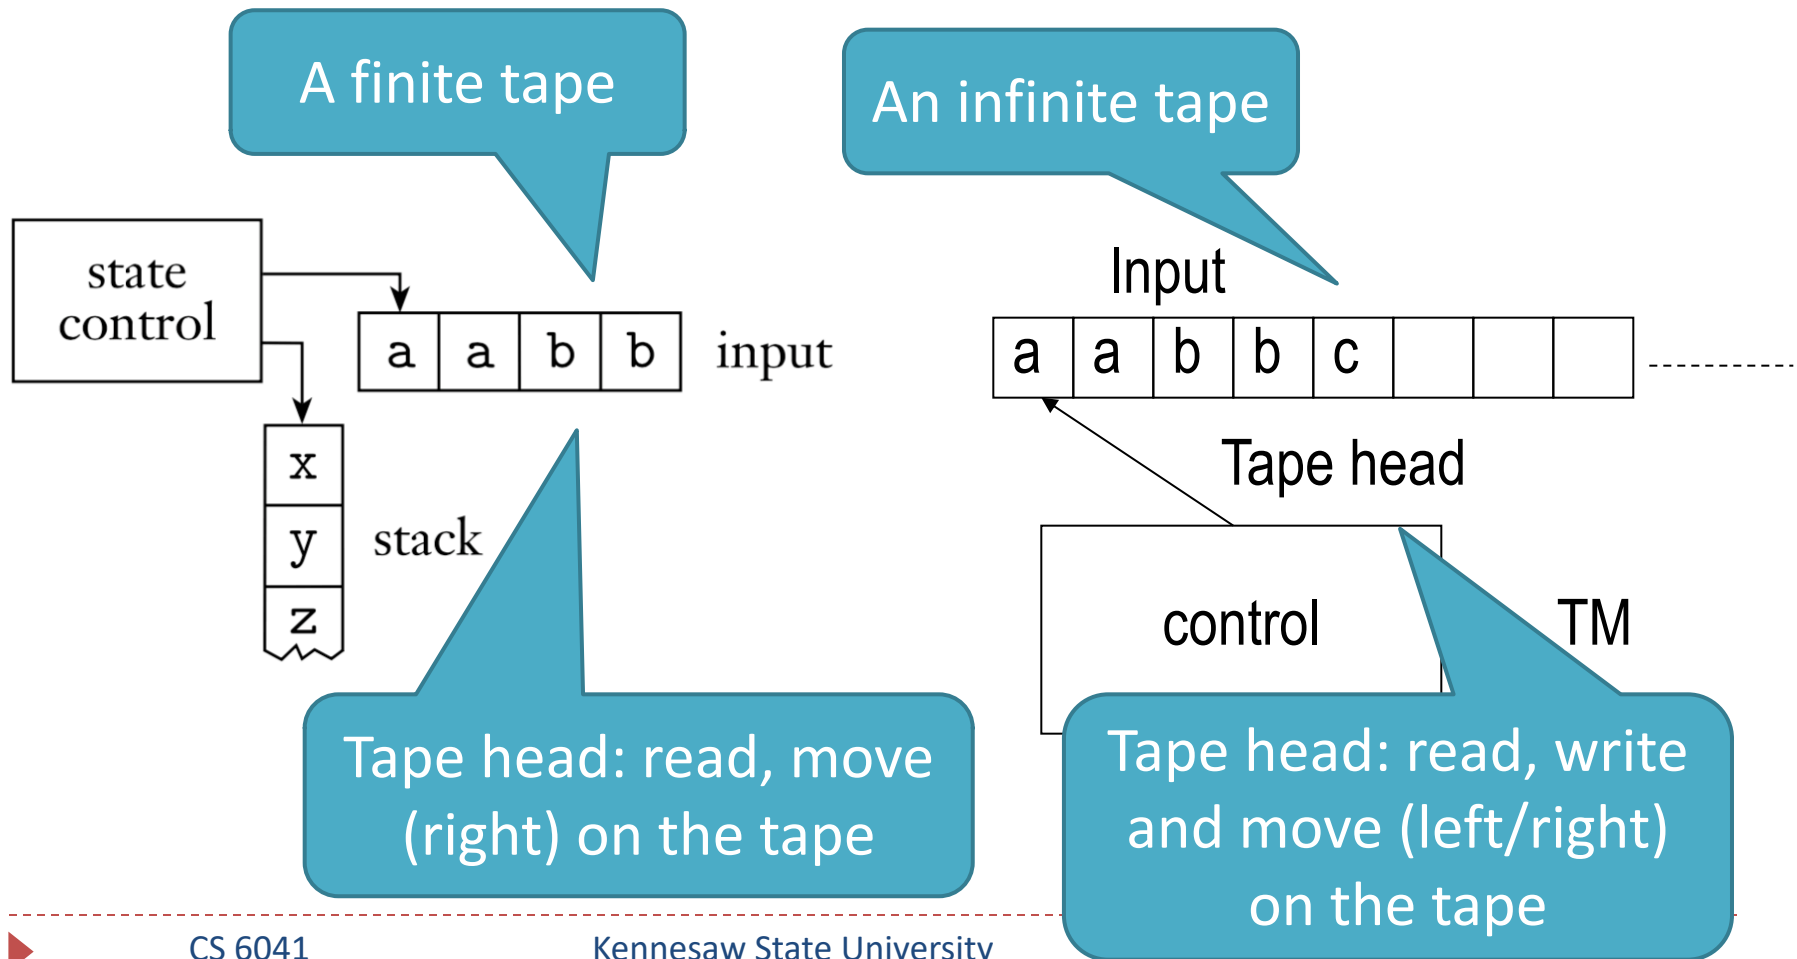 A finite tape
An infinite tape
state
control
a a b b
input
x
y
z
stack
Input
a a b b c
Tape head
control
TM
Tape head: read, move
(right) on the tape
Tape head: read, write
and move (left/right)
on the tape
CS 6041
Kennesaw State University